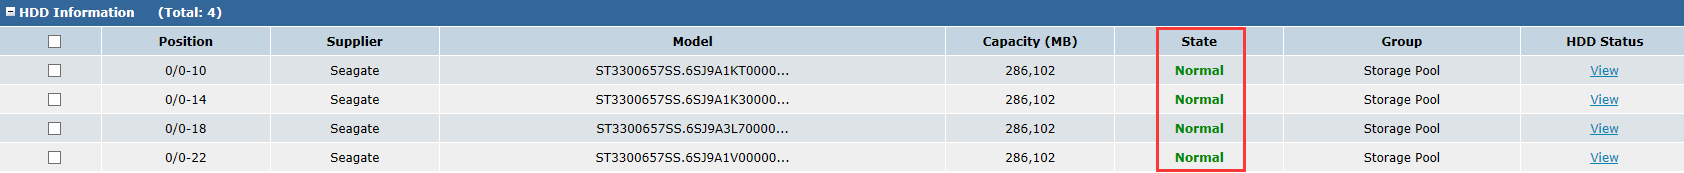 HDD Information (Total: 4)
Position Supplier Model Capacity (MB) State Group HDD Status
0/0-10 Seagate ST3300657SS.6SJ9A1KT0000... 286,102 Normal Storage Pool View
0/0-14 Seagate ST3300657SS.6SJ9A1K30000... 286,102 Normal Storage Pool View
0/0-18 Seagate ST3300657SS.6SJ9A3L70000... 286,102 Normal Storage Pool View
0/0-22 Seagate ST3300657SS.6SJ9A1V00000... 286,102 Normal Storage Pool View